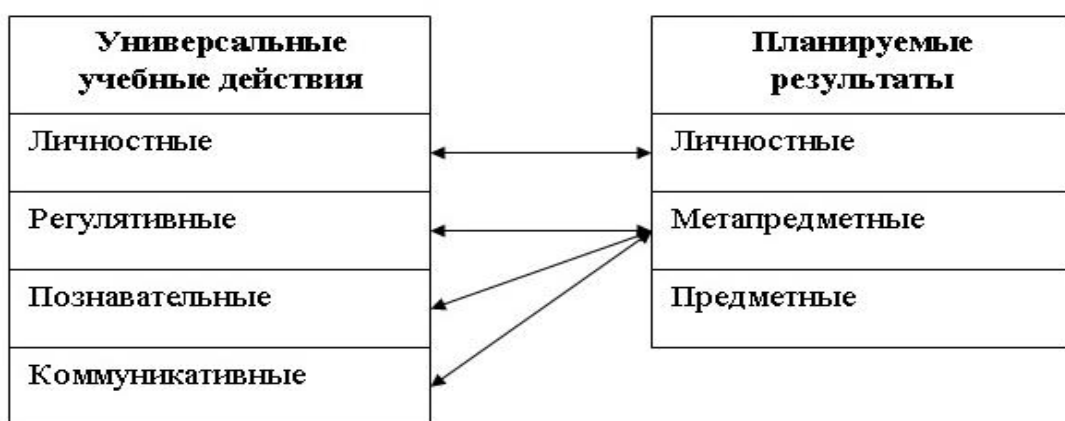 Универсальные
учебные действия
Личностные
Регулятивные
Познавательные
Коммуникативные
Планируемые
результаты
Личностные
Метапредметные
Предметные